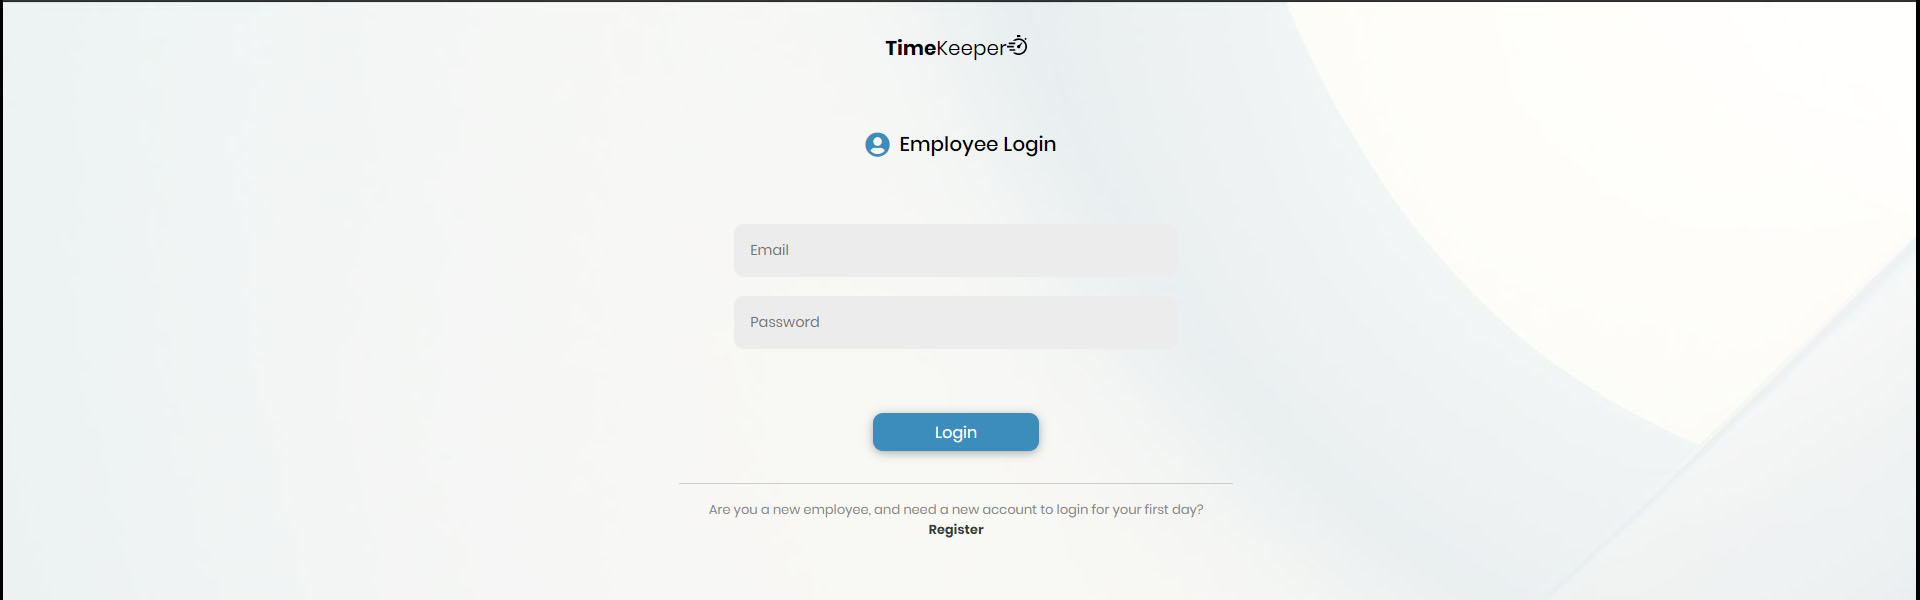 TimeKeeper
Employee Login
Email
Password
Login
Are you a new employee, and need a new account to login for your first day?
Register